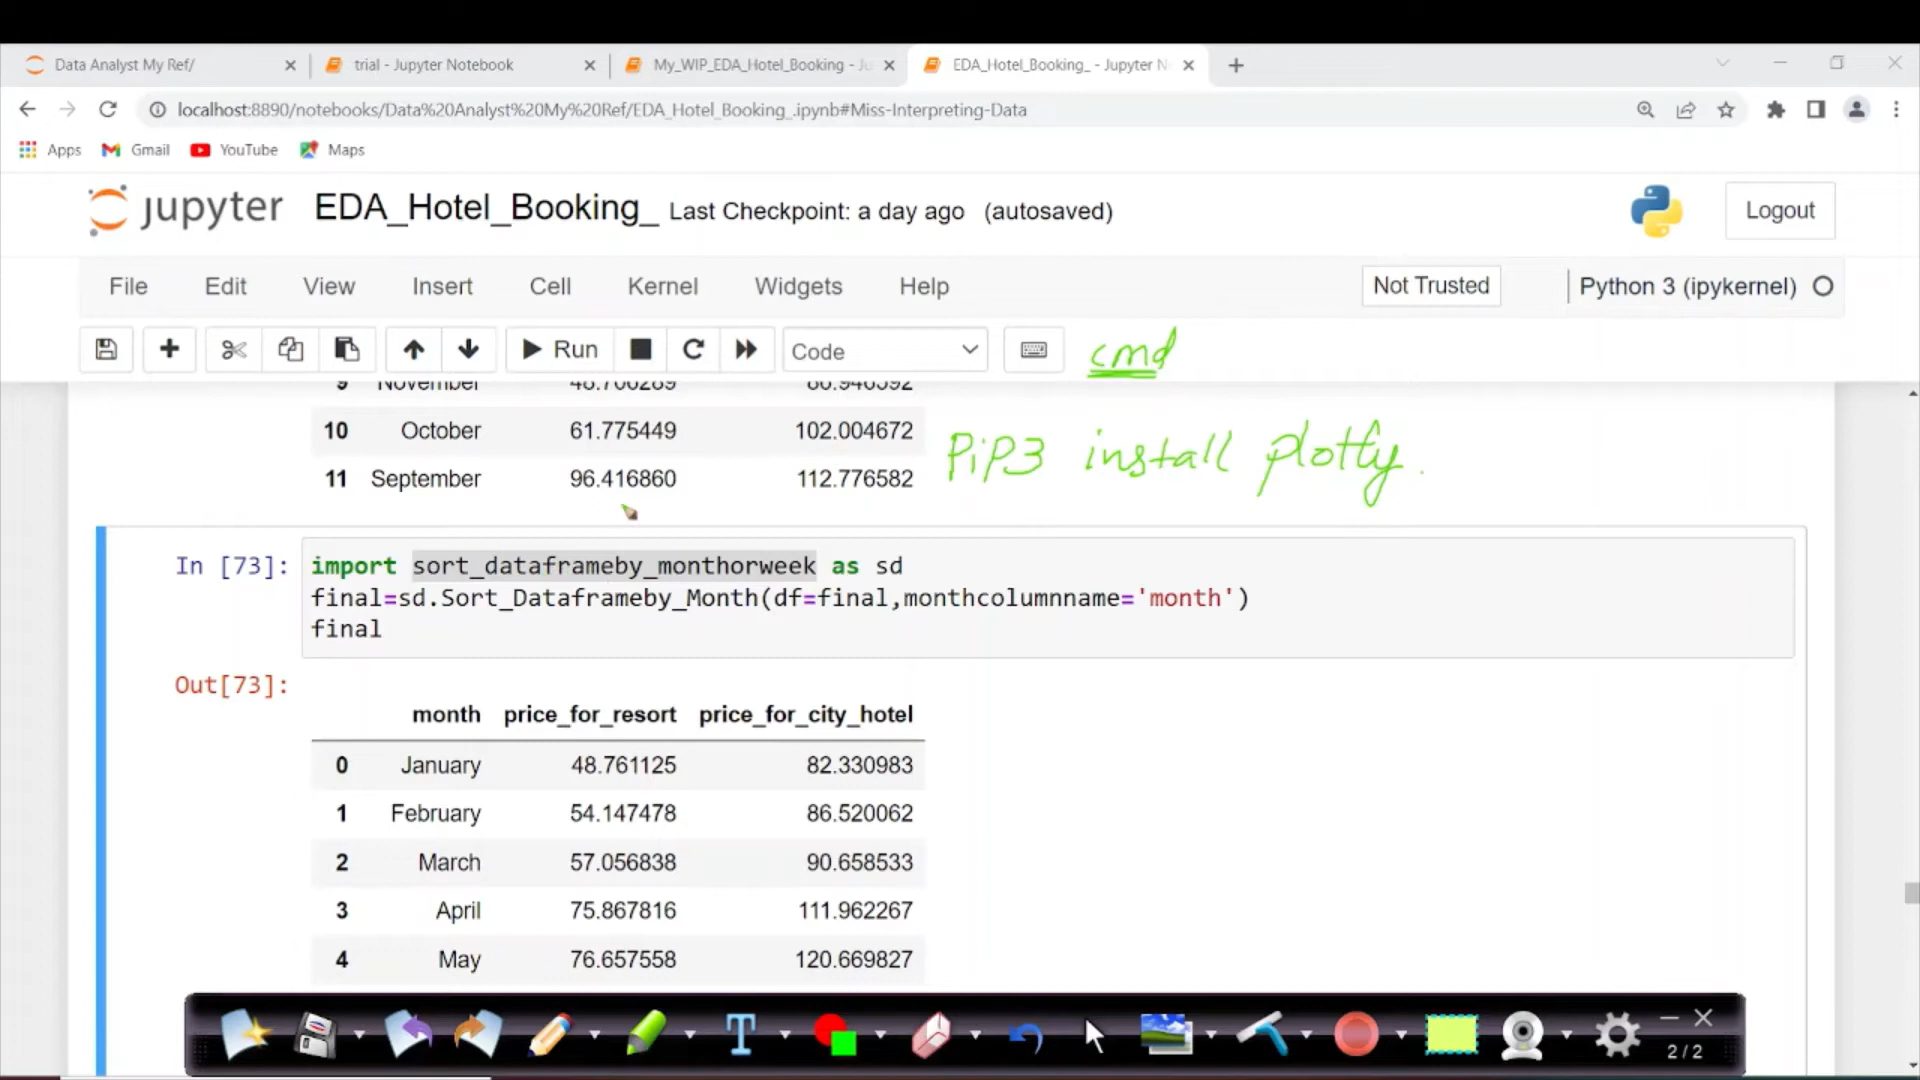 Data Analyst My Ref/
trial - Jupyter Notebook
My_WIP_EDA_Hotel_Booking - Ju
EDA_Hotel_Booking_ - Jupyter N
localhost:8890/notebooks/Data%20Analyst%20My%20Ref/EDA_Hotel_Booking_.ipynb#Miss-Interpreting-Data
Apps Gmail YouTube Maps
jupyter EDA_Hotel_Booking_ Last Checkpoint: a day ago (autosaved) Logout
File Edit View Insert Cell Kernel Widgets Help Not Trusted Python 3 (ipykernel)
Run Code cmd
9 November
10 October 61.775449 102.004672
PiP3 install plotly.
11 September 96.416860 112.776582
In [73]: import sort_dataframeby_monthorweek as sd
final=sd.Sort_Dataframeby_Month(df=final,monthcolumnname='month')
final
Out[73]:
month price_for_resort price_for_city_hotel
0 January 48.761125 82.330983
1 February 54.147478 86.520062
2 March 57.056838 90.658533
3 April 75.867816 111.962267
4 May 76.657558 120.669827
2/2